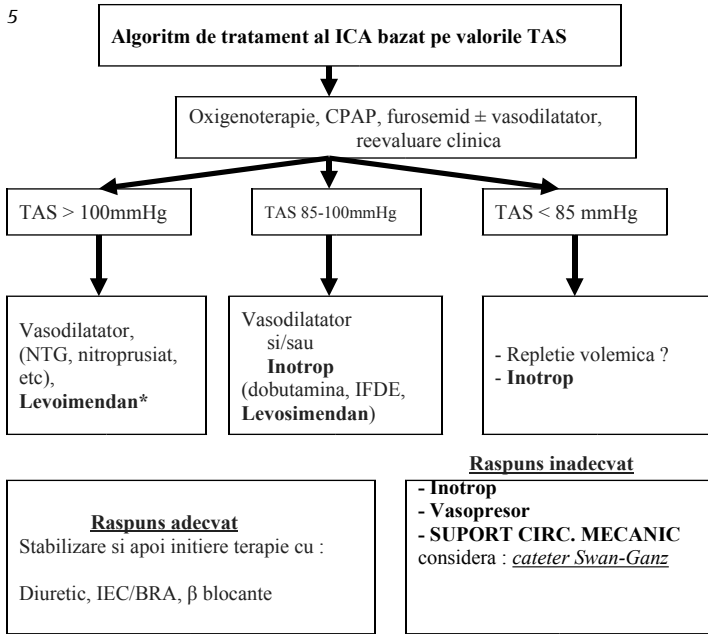 5
Algoritm de tratament al ICA bazat pe valorile TAS
Oxigenoterapie, CPAP, furosemid ± vasodilatator,
reevaluare clinica
TAS > 100mmHg
TAS 85-100mmHg
TAS < 85 mmHg
Vasodilatator,
(NTG, nitroprusiat,
etc),
Levoimendan*
Vasodilatator
si/sau
Inotrop
(dobutamina, IFDE,
Levosimendan)
- Repletie volemica ?
- Inotrop
Raspuns adecvat
Stabilizare si apoi initiere terapie cu :
Diuretic, IEC/BRA, β blocante
Raspuns inadecvat
- Inotrop
- Vasopresor
- SUPORT CIRC. MECANIC
considera : cateter Swan-Ganz